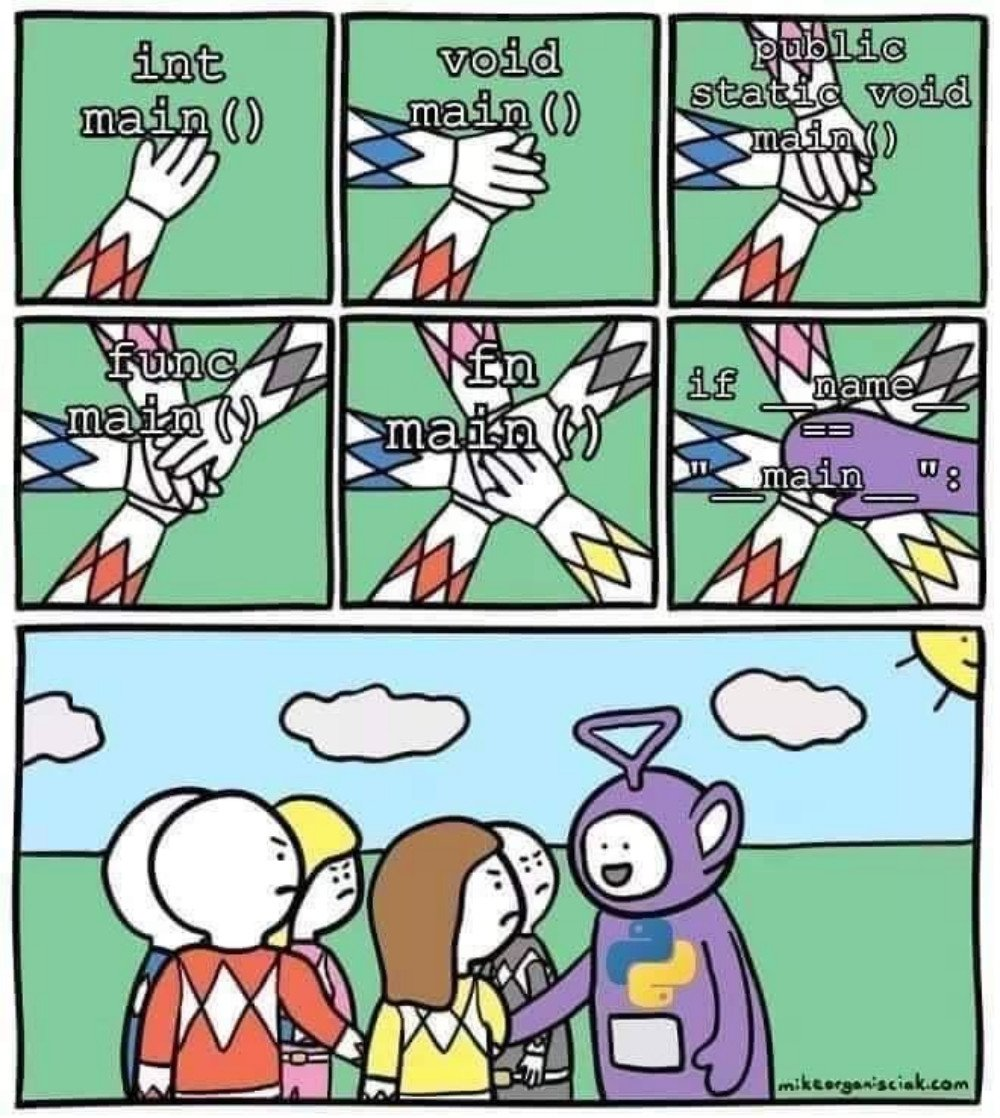 int
main()
void
main()
public
static void
main()
func
main()
fn
main()
if __name__
==
"__main__":
mikeorganisciak.com